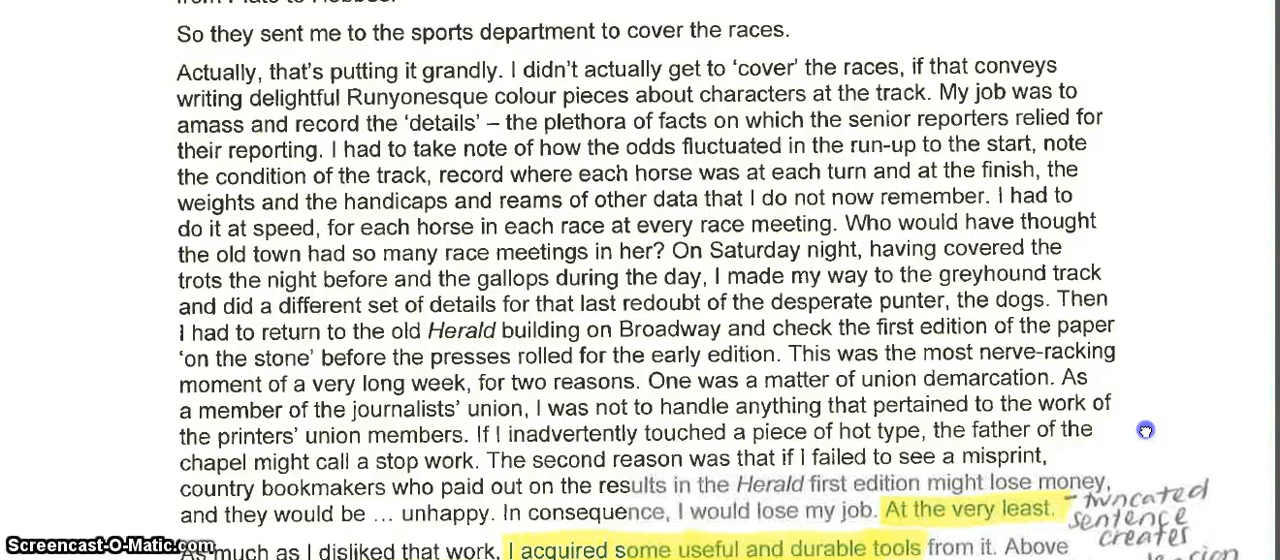 from Plato to Hobbes.
So they sent me to the sports department to cover the races.
Actually, that's putting it grandly. I didn't actually get to 'cover' the races, if that conveys
writing delightful Runyonesque colour pieces about characters at the track. My job was to
amass and record the 'details' – the plethora of facts on which the senior reporters relied for
their reporting. I had to take note of how the odds fluctuated in the run-up to the start, note
the condition of the track, record where each horse was at each turn and at the finish, the
weights and the handicaps and reams of other data that I do not now remember. I had to
do it at speed, for each horse in each race at every race meeting. Who would have thought
the old town had so many race meetings in her? On Saturday night, having covered the
trots the night before and the gallops during the day, I made my way to the greyhound track
and did a different set of details for that last redoubt of the desperate punter, the dogs. Then
I had to return to the old Herald building on Broadway and check the first edition of the paper
'on the stone' before the presses rolled for the early edition. This was the most nerve-racking
moment of a very long week, for two reasons. One was a matter of union demarcation. As
a member of the journalists' union, I was not to handle anything that pertained to the work of
the printers' union members. If I inadvertently touched a piece of hot type, the father of the
chapel might call a stop work. The second reason was that if I failed to see a misprint,
country bookmakers who paid out on the results in the Herald first edition might lose money,
and they would be ... unhappy. In consequence, I would lose my job. At the very least.
- truncated
sentence
creates
As much as I disliked that work, I acquired some useful and durable tools from it. Above
Screencast-O-Matic.com